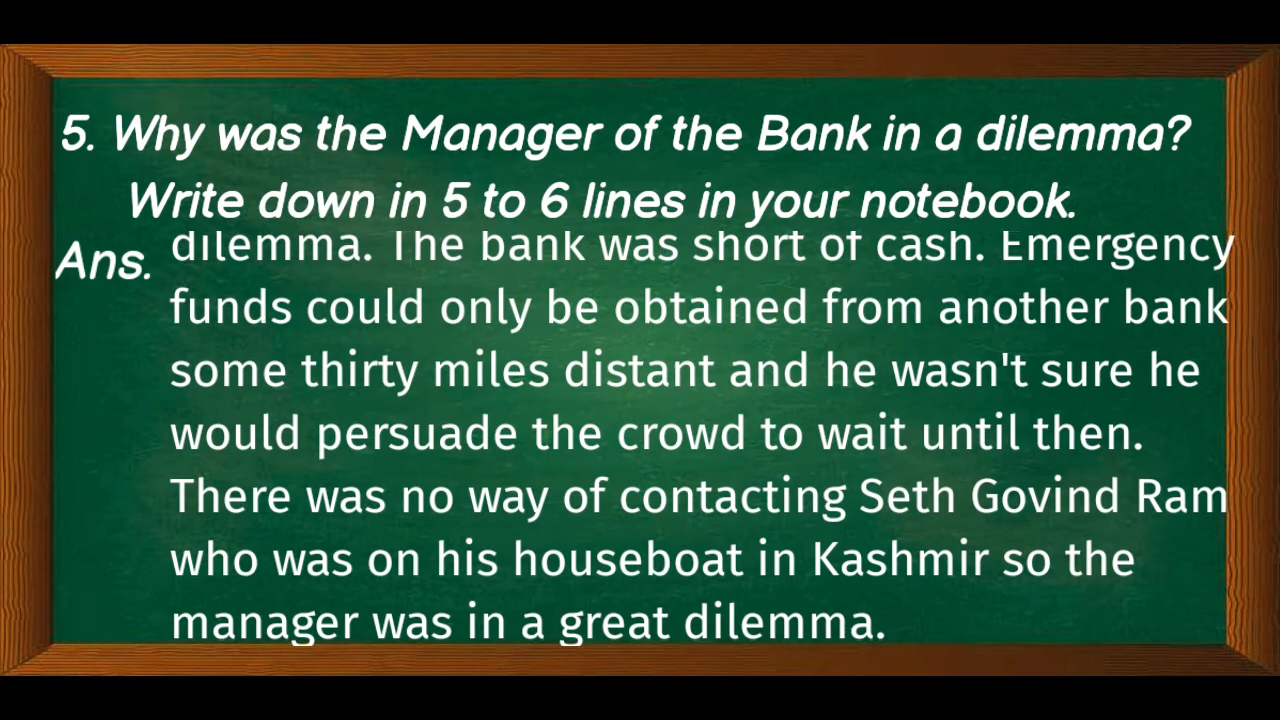 5. Why was the Manager of the Bank in a dilemma?
Write down in 5 to 6 lines in your notebook.
Ans. dilemma. The bank was short of cash. Emergency
funds could only be obtained from another bank
some thirty miles distant and he wasn't sure he
would persuade the crowd to wait until then.
There was no way of contacting Seth Govind Ram
who was on his houseboat in Kashmir so the
manager was in a great dilemma.